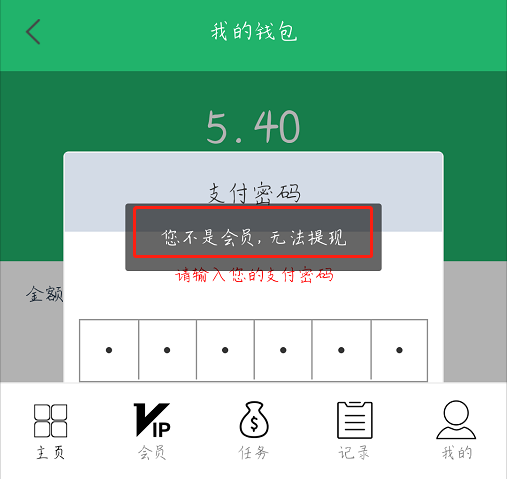 我的钱包
5.40
支付密码
您不是会员,无法提现
请输入您的支付密码
金额
VIP
主页
会员
任务
记录
我的